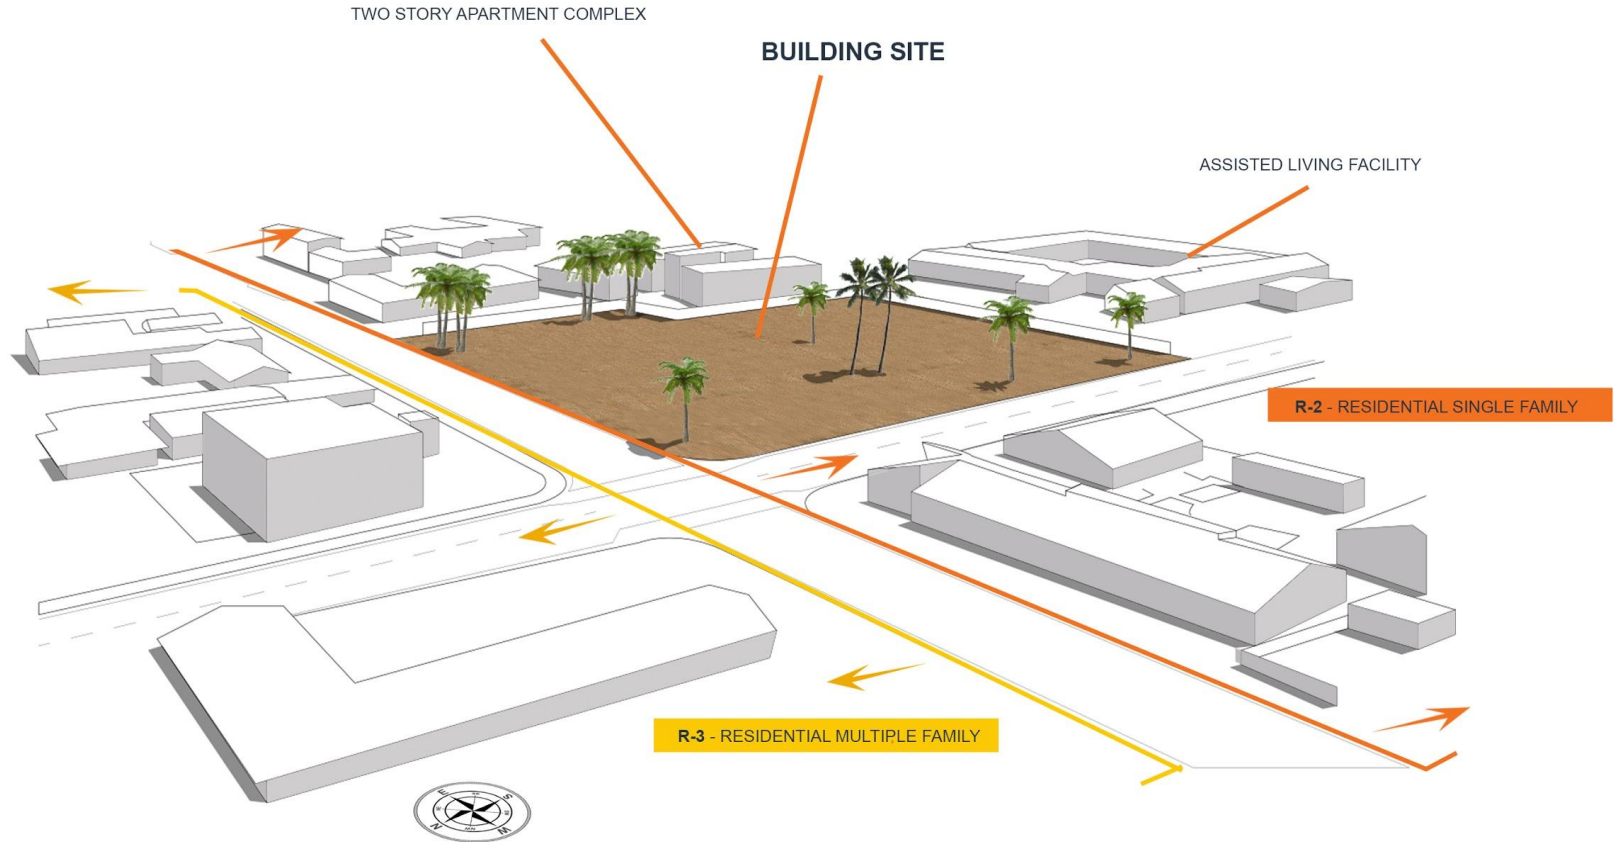 TWO STORY APARTMENT COMPLEX
BUILDING SITE
ASSISTED LIVING FACILITY
R-2 - RESIDENTIAL SINGLE FAMILY
R-3 - RESIDENTIAL MULTIPLE FAMILY
E
S
N
W